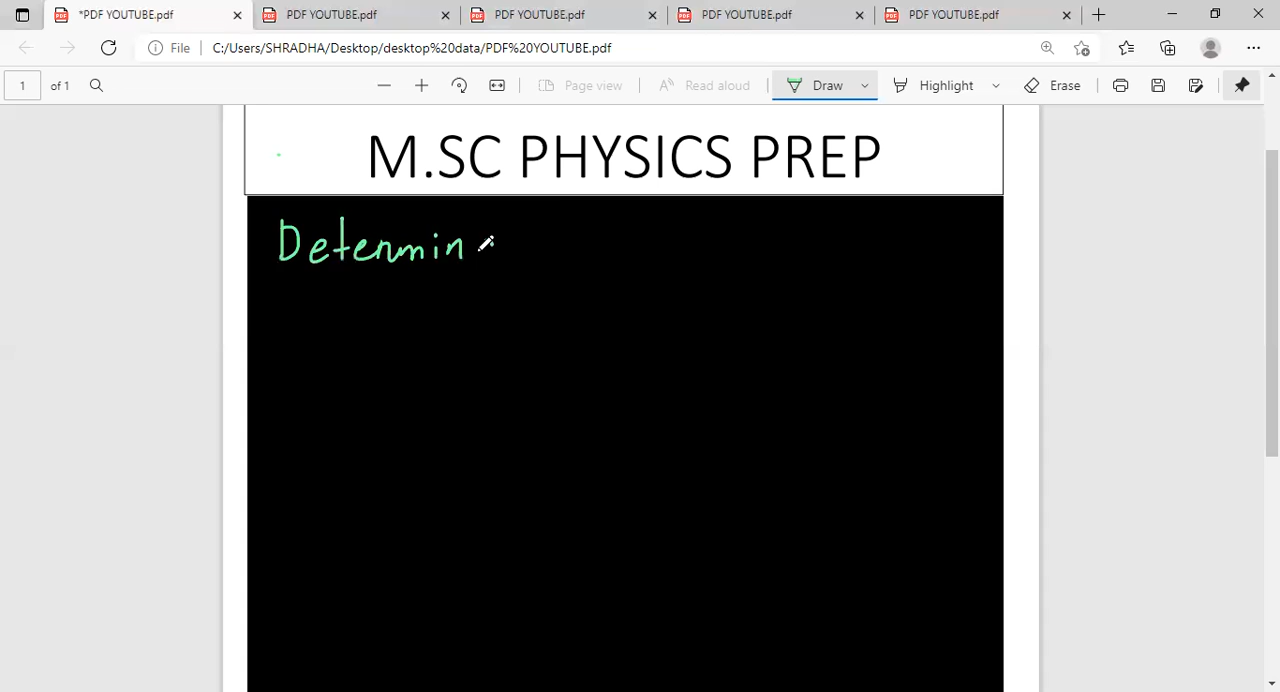 *PDF YOUTUBE.pdf
PDF YOUTUBE.pdf
PDF YOUTUBE.pdf
PDF YOUTUBE.pdf
PDF YOUTUBE.pdf
File
C:/Users/SHRADHA/Desktop/desktop%20data/PDF%20YOUTUBE.pdf
1 of 1
Page view
Read aloud
Draw
Highlight
Erase
M.SC PHYSICS PREP
Determin